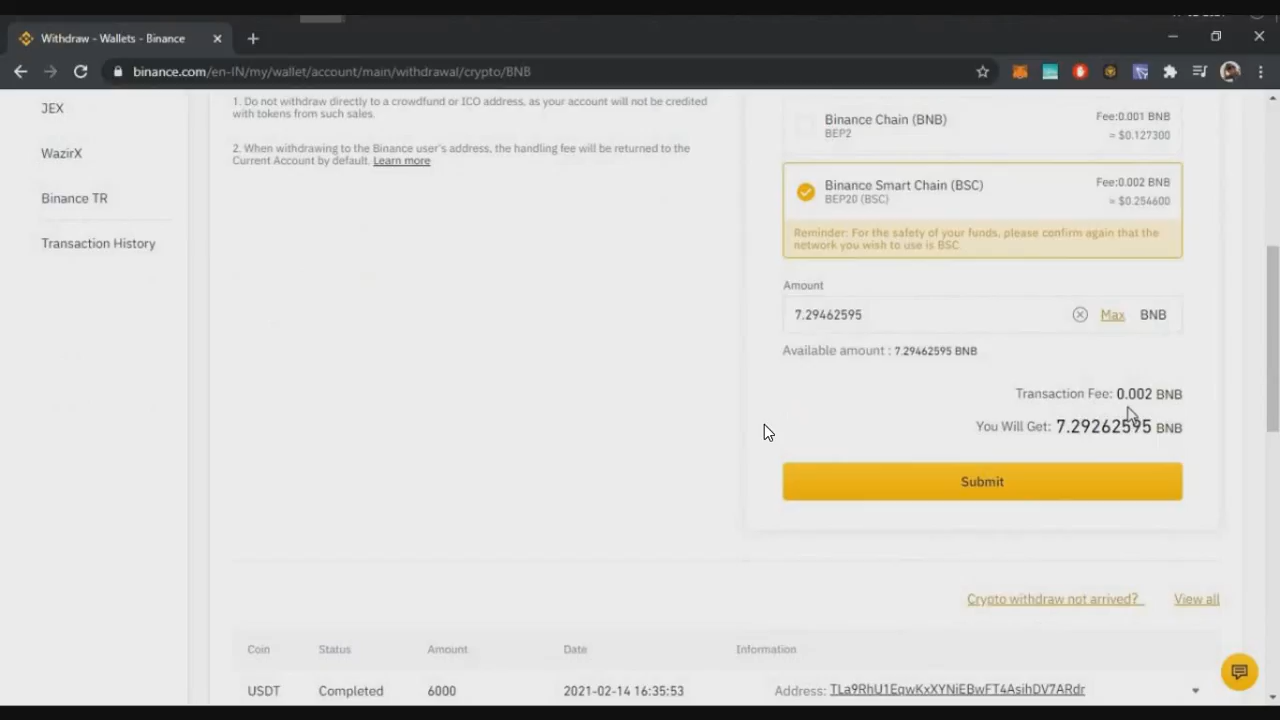 Withdraw - Wallets - Binance
binance.com/en-IN/my/wallet/account/main/withdrawal/crypto/BNB
JEX
WazirX
Binance TR
Transaction History
1. Do not withdraw directly to a crowdfund or ICO address, as your account will not be credited
with tokens from such sales.
2. When withdrawing to the Binance user's address, the handling fee will be returned to the
Current Account by default. Learn more
Binance Chain (BNB)
BEP2
Fee:0.001 BNB
≈ $0.127300
Binance Smart Chain (BSC)
BEP20 (BSC)
Fee:0.002 BNB
≈ $0.254600
Reminder: For the safety of your funds, please confirm again that the
network you wish to use is BSC.
Amount
7.29462595 Max BNB
Available amount : 7.29462595 BNB
Transaction Fee: 0.002 BNB
You Will Get: 7.29262595 BNB
Submit
Crypto withdraw not arrived? View all
Coin Status Amount Date Information
USDT Completed 6000 2021-02-14 16:35:53 Address: TLa9RhU1EqwKxXYNiEBwFT4AsihDV7ARdr